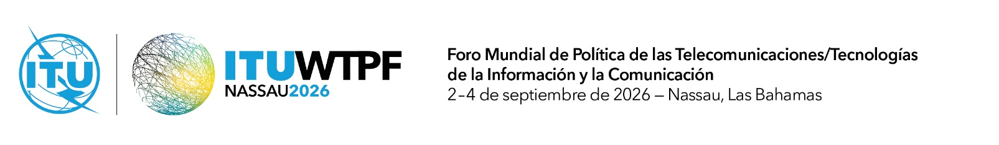 ITU
ITUWTPF
NASSAU2026
Foro Mundial de Política de las Telecomunicaciones/Tecnologías
de la Información y la Comunicación
2–4 de septiembre de 2026 – Nassau, Las Bahamas